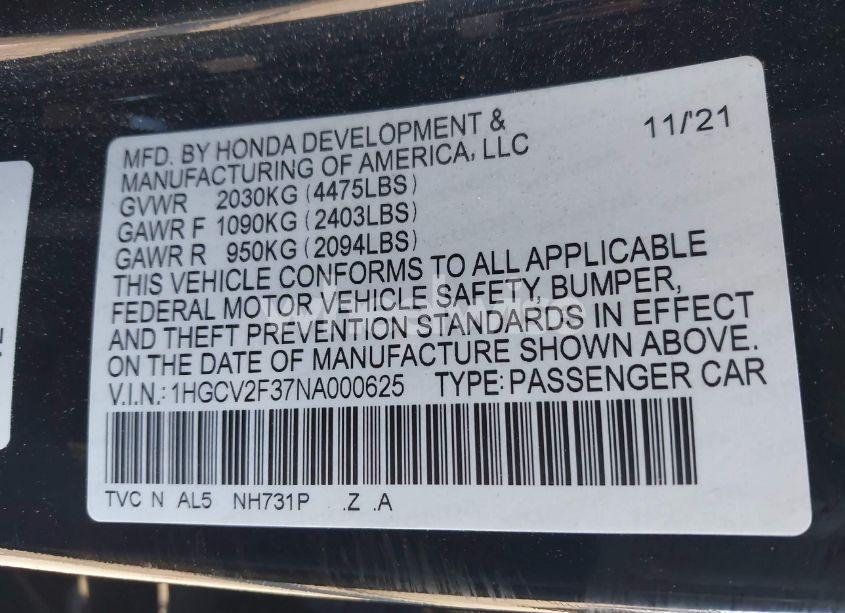 MFD. BY HONDA DEVELOPMENT & 11/'21
MANUFACTURING OF AMERICA, LLC
GVWR 2030KG (4475LBS)
GAWR F 1090KG (2403LBS)
GAWR R 950KG (2094LBS)
THIS VEHICLE CONFORMS TO ALL APPLICABLE
FEDERAL MOTOR VEHICLE SAFETY, BUMPER,
AND THEFT PREVENTION STANDARDS IN EFFECT
ON THE DATE OF MANUFACTURE SHOWN ABOVE.
V.I.N.: 1HGCV2F37NA000625 TYPE: PASSENGER CAR
TVC N AL5 NH731P .Z .A